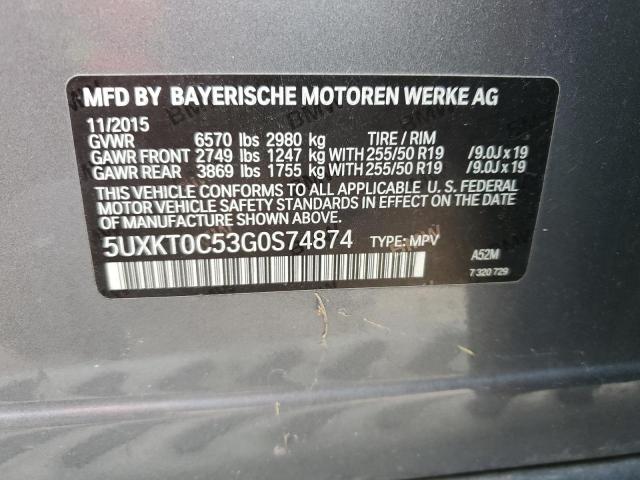 MFD BY BAYERISCHE MOTOREN WERKE AG
11/2015
GVWR 6570 lbs 2980 kg TIRE / RIM
GAWR FRONT 2749 lbs 1247 kg WITH 255/50 R19 /9.0J x 19
GAWR REAR 3869 lbs 1755 kg WITH 255/50 R19 /9.0J x 19
THIS VEHICLE CONFORMS TO ALL APPLICABLE U. S. FEDERAL
MOTOR VEHICLE SAFETY STANDARDS IN EFFECT ON THE DATE
OF MANUFACTURE SHOWN ABOVE.
5UXKT0C53G0S74874 TYPE: MPV A52M
7 320 729